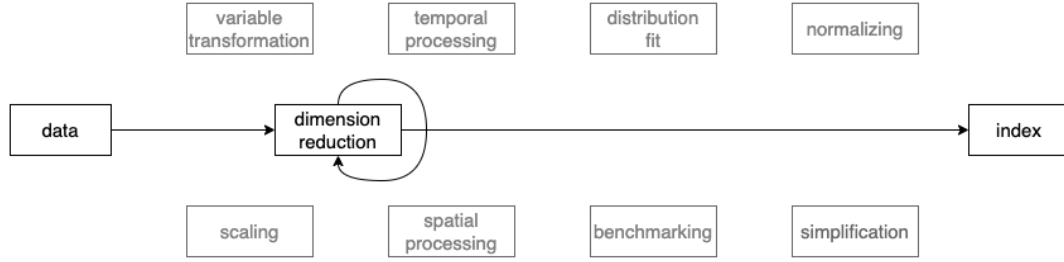 variable
transformation
temporal
processing
distribution
fit
normalizing
data
dimension
reduction
index
scaling
spatial
processing
benchmarking
simplification